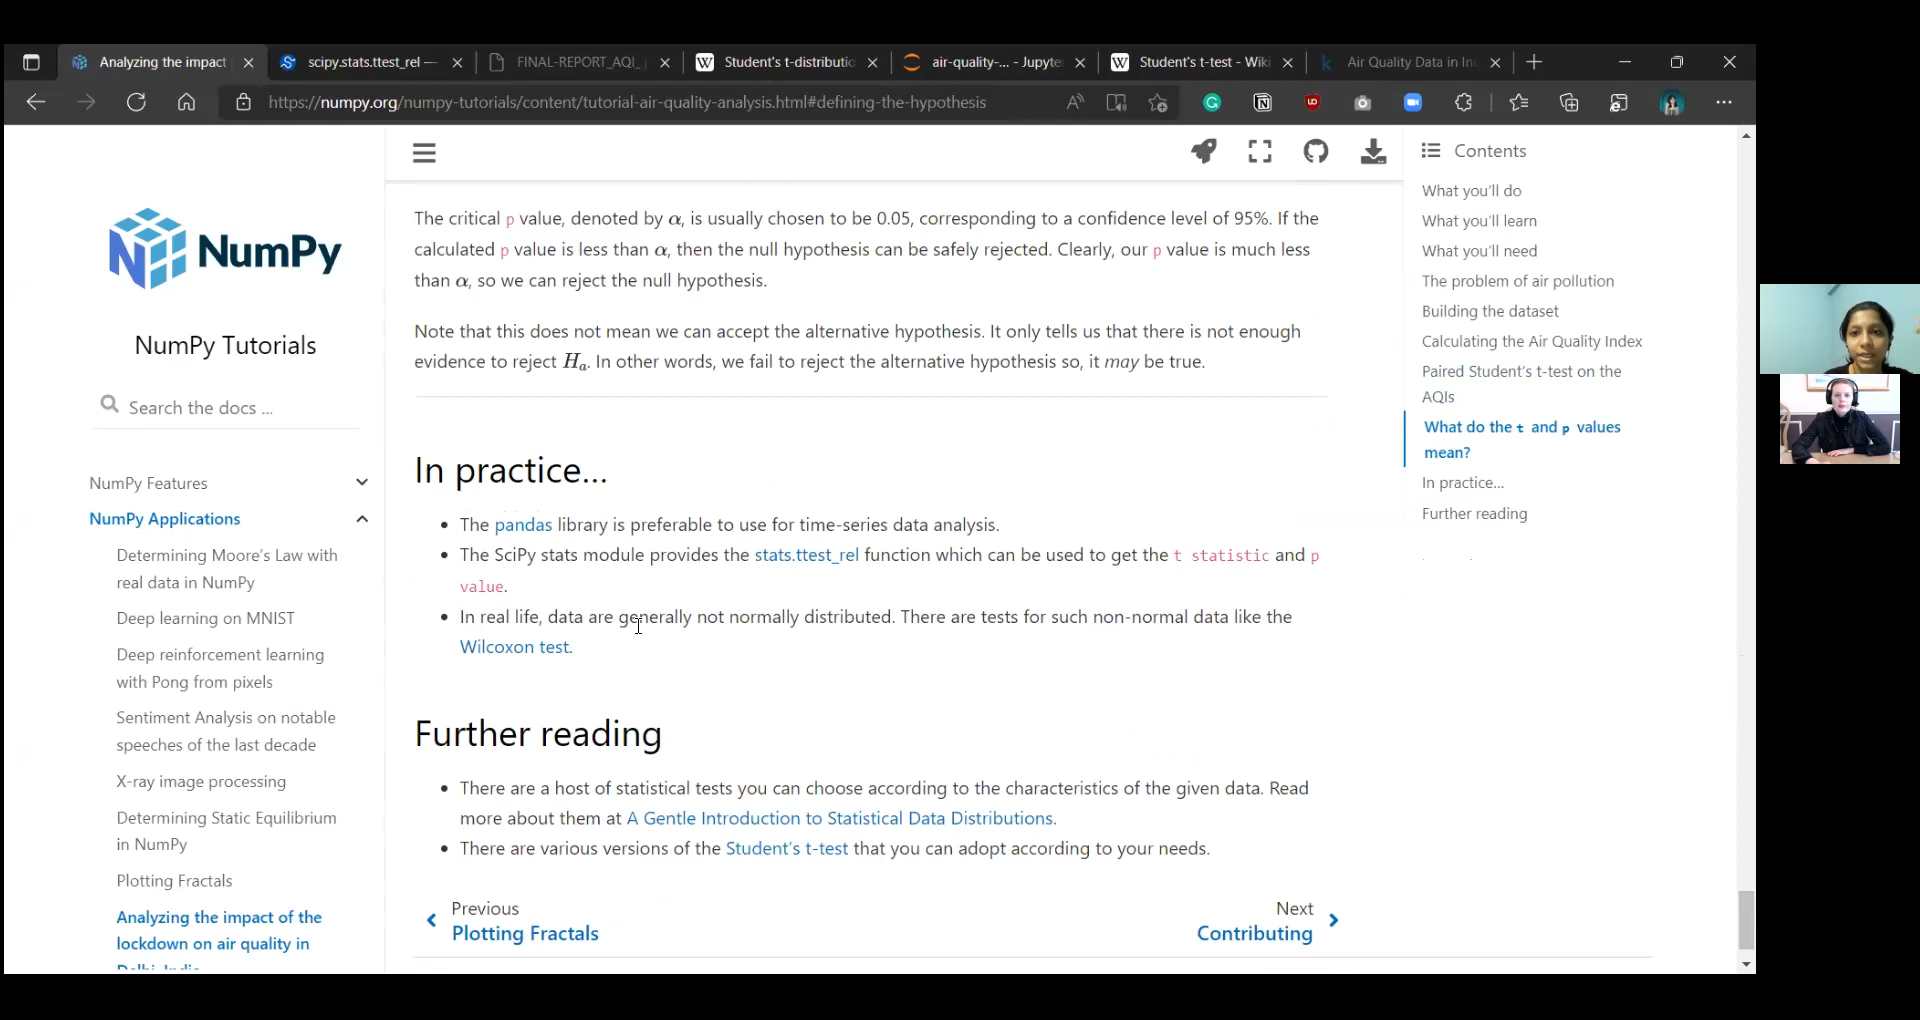 Analyzing the impact
scipy.stats.ttest_rel —
FINAL-REPORT_AQI_
Student's t-distributio
air-quality-... - Jupyte
Student's t-test - Wiki
Air Quality Data in In
https://numpy.org/numpy-tutorials/content/tutorial-air-quality-analysis.html#defining-the-hypothesis
NumPy
NumPy Tutorials
Search the docs ...
NumPy Features
NumPy Applications
Determining Moore's Law with
real data in NumPy
Deep learning on MNIST
Deep reinforcement learning
with Pong from pixels
Sentiment Analysis on notable
speeches of the last decade
X-ray image processing
Determining Static Equilibrium
in NumPy
Plotting Fractals
Analyzing the impact of the
lockdown on air quality in
Delhi, India
The critical p value, denoted by α, is usually chosen to be 0.05, corresponding to a confidence level of 95%. If the
calculated p value is less than α, then the null hypothesis can be safely rejected. Clearly, our p value is much less
than α, so we can reject the null hypothesis.
Note that this does not mean we can accept the alternative hypothesis. It only tells us that there is not enough
evidence to reject Ha. In other words, we fail to reject the alternative hypothesis so, it may be true.
In practice...
• The pandas library is preferable to use for time-series data analysis.
• The SciPy stats module provides the stats.ttest_rel function which can be used to get the t statistic and p
value.
• In real life, data are generally not normally distributed. There are tests for such non-normal data like the
Wilcoxon test.
Further reading
• There are a host of statistical tests you can choose according to the characteristics of the given data. Read
more about them at A Gentle Introduction to Statistical Data Distributions.
• There are various versions of the Student's t-test that you can adopt according to your needs.
Previous
Plotting Fractals
Next
Contributing
Contents
What you'll do
What you'll learn
What you'll need
The problem of air pollution
Building the dataset
Calculating the Air Quality Index
Paired Student's t-test on the
AQIs
What do the t and p values
mean?
In practice...
Further reading